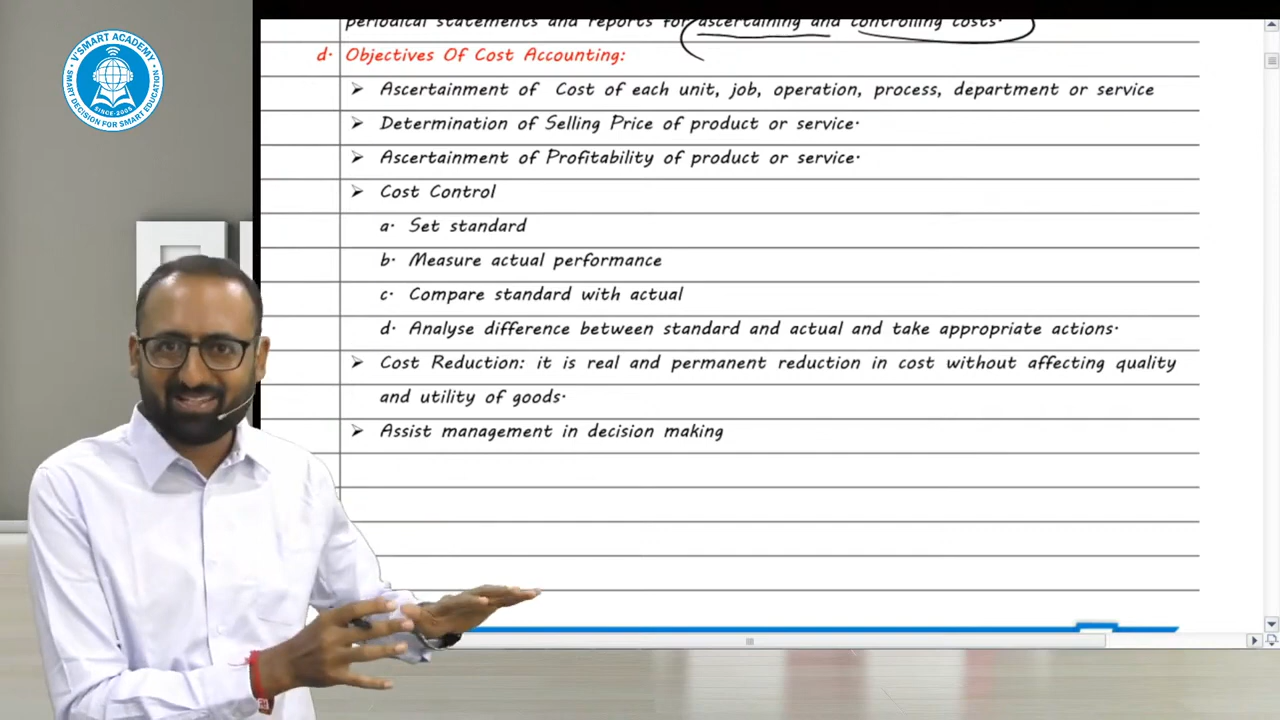 V'SMART ACADEMY
SINCE-2005
SMART DECISION FOR SMART EDUCATION
periodical statements and reports for ascertaining and controlling costs·
d· Objectives Of Cost Accounting:
➢ Ascertainment of Cost of each unit, job, operation, process, department or service
➢ Determination of Selling Price of product or service·
➢ Ascertainment of Profitability of product or service·
➢ Cost Control
a· Set standard
b· Measure actual performance
c· Compare standard with actual
d· Analyse difference between standard and actual and take appropriate actions·
➢ Cost Reduction: it is real and permanent reduction in cost without affecting quality
and utility of goods·
➢ Assist management in decision making